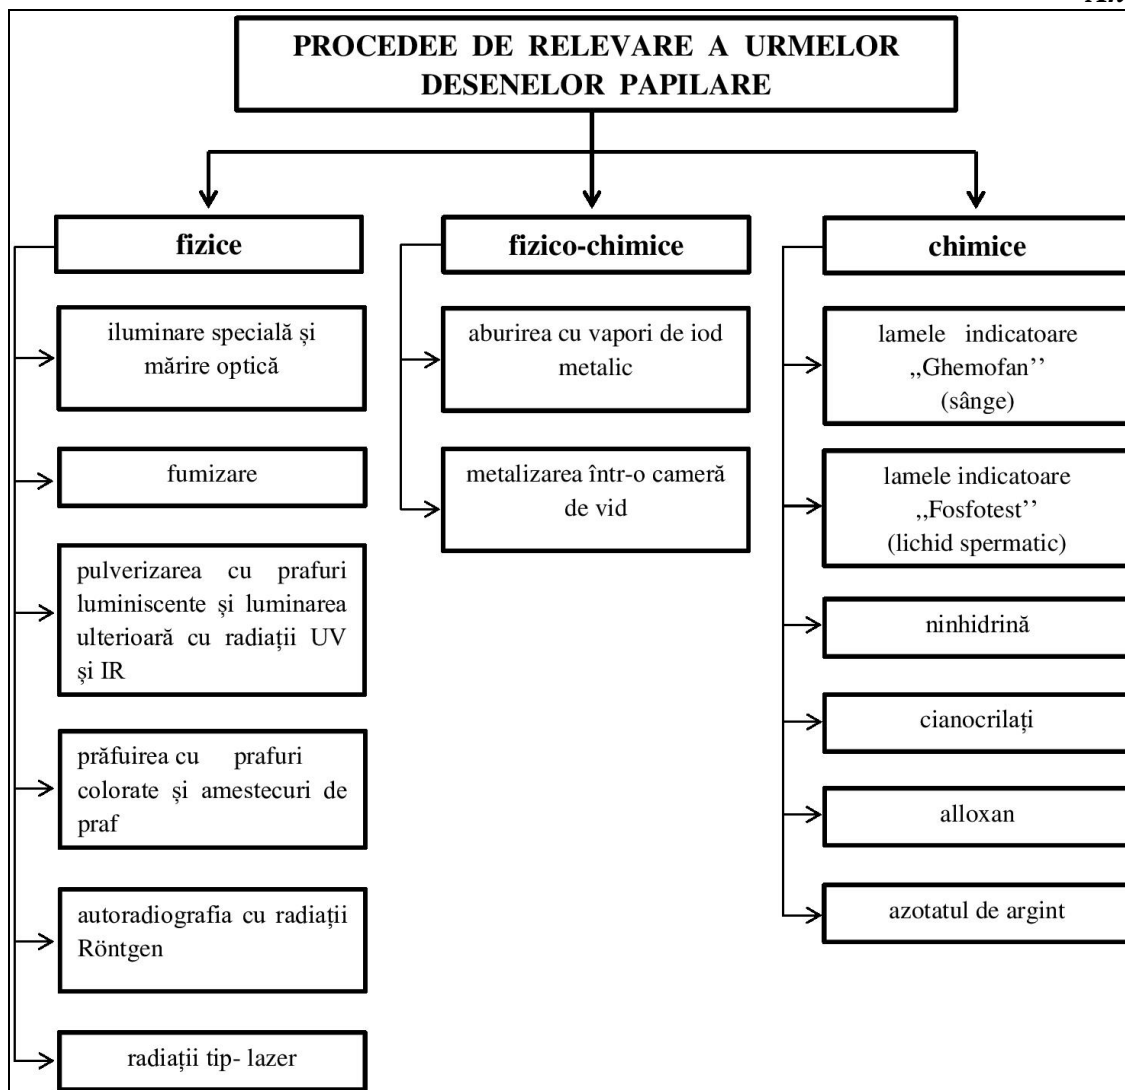 PROCEDEE DE RELEVARE A URMELOR
DESENELOR PAPILARE
fizice
iluminare specială și
mărire optică
fumizare
pulverizarea cu prafuri
luminiscente și luminarea
ulterioară cu radiații UV
și IR
prăfuirea cu prafuri
colorate și amestecuri de
praf
autoradiografia cu radiații
Röntgen
radiații tip- lazer
fizico-chimice
aburirea cu vapori de iod
metalic
metalizarea într-o cameră
de vid
chimice
lamele indicatoare
,,Ghemofan’’
(sânge)
lamele indicatoare
,,Fosfotest’’
(lichid spermatic)
ninhidrină
cianocrilați
alloxan
azotatul de argint